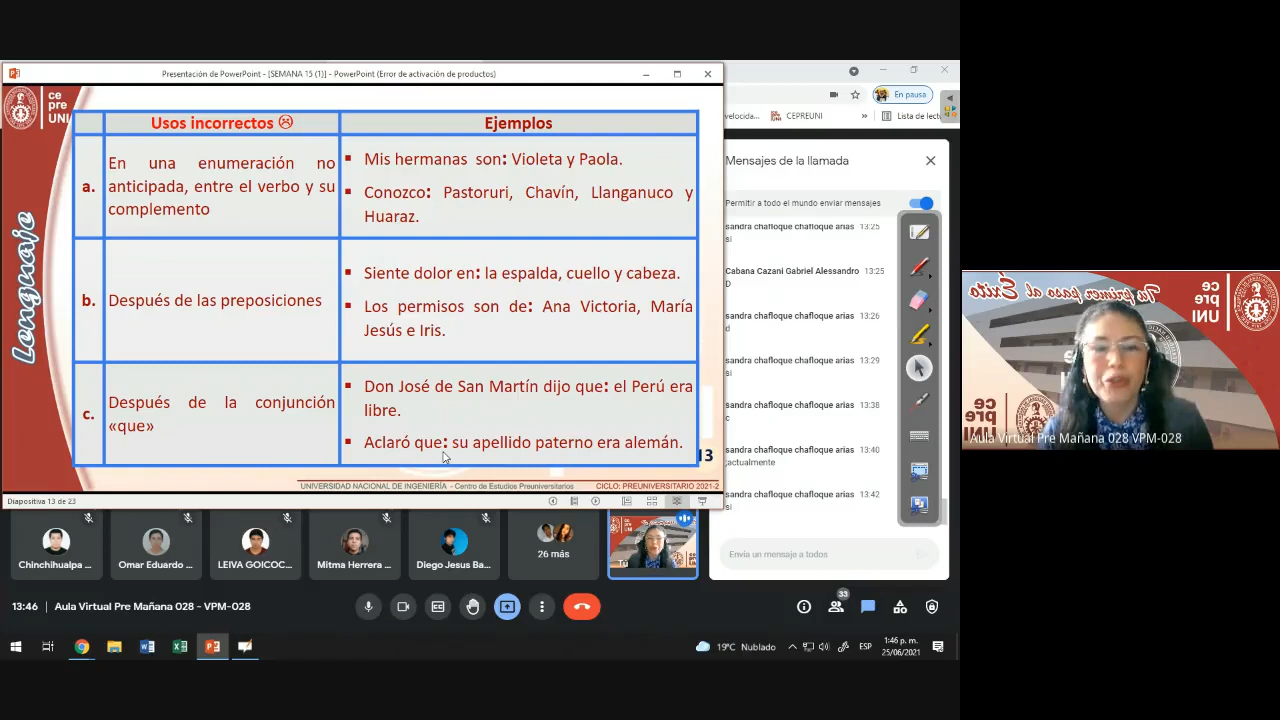 Presentación de PowerPoint - [SEMANA 15 (1)] - PowerPoint (Error de activación de productos)
ce
pre
UNI
Lenguaje
Usos incorrectos
Ejemplos
a.
En una enumeración no
anticipada, entre el verbo y su
complemento
Mis hermanas son: Violeta y Paola.
Conozco: Pastoruri, Chavín, Llanganuco y
Huaraz.
b.
Después de las preposiciones
Siente dolor en: la espalda, cuello y cabeza.
Los permisos son de: Ana Victoria, María
Jesús e Iris.
c.
Después de la conjunción
«que»
Don José de San Martín dijo que: el Perú era
libre.
Aclaró que: su apellido paterno era alemán.
13
UNIVERSIDAD NACIONAL DE INGENIERÍA - Centro de Estudios Preuniversitarios
CICLO: PREUNIVERSITARIO 2021-2
Diapositiva 13 de 23
En pausa
velocida...
CEPREUNI
»
Lista de lectu
Mensajes de la llamada
Permitir a todo el mundo enviar mensajes
sandra chafloque chafloque arias 13:25
si
Cabana Cazani Gabriel Alessandro 13:25
D
sandra chafloque chafloque arias 13:26
d
sandra chafloque chafloque arias 13:29
si
sandra chafloque chafloque arias 13:38
c
sandra chafloque chafloque arias 13:40
actualmente
sandra chafloque chafloque arias 13:42
si
Envía un mensaje a todos
Chinchihualpa ...
Omar Eduardo ...
LEIVA GOICOC...
Mitma Herrera ...
Diego Jesus Ba...
26 más
13:46 | Aula Virtual Pre Mañana 028 - VPM-028
33
19°C Nublado
ESP
1:46 p. m.
25/06/2021
Tu primer paso al Éxito
ce
pre
UNI
Aula Virtual Pre Mañana 028 VPM-028